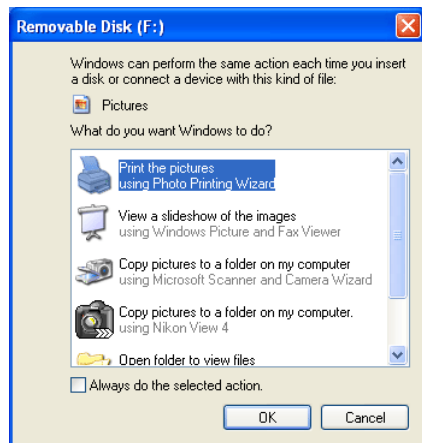 Removable Disk (F:)
Windows can perform the same action each time you insert
a disk or connect a device with this kind of file:
Pictures
What do you want Windows to do?
Print the pictures
using Photo Printing Wizard
View a slideshow of the images
using Windows Picture and Fax Viewer
Copy pictures to a folder on my computer
using Microsoft Scanner and Camera Wizard
Copy pictures to a folder on my computer.
using Nikon View 4
Open folder to view files
Always do the selected action.
OK
Cancel